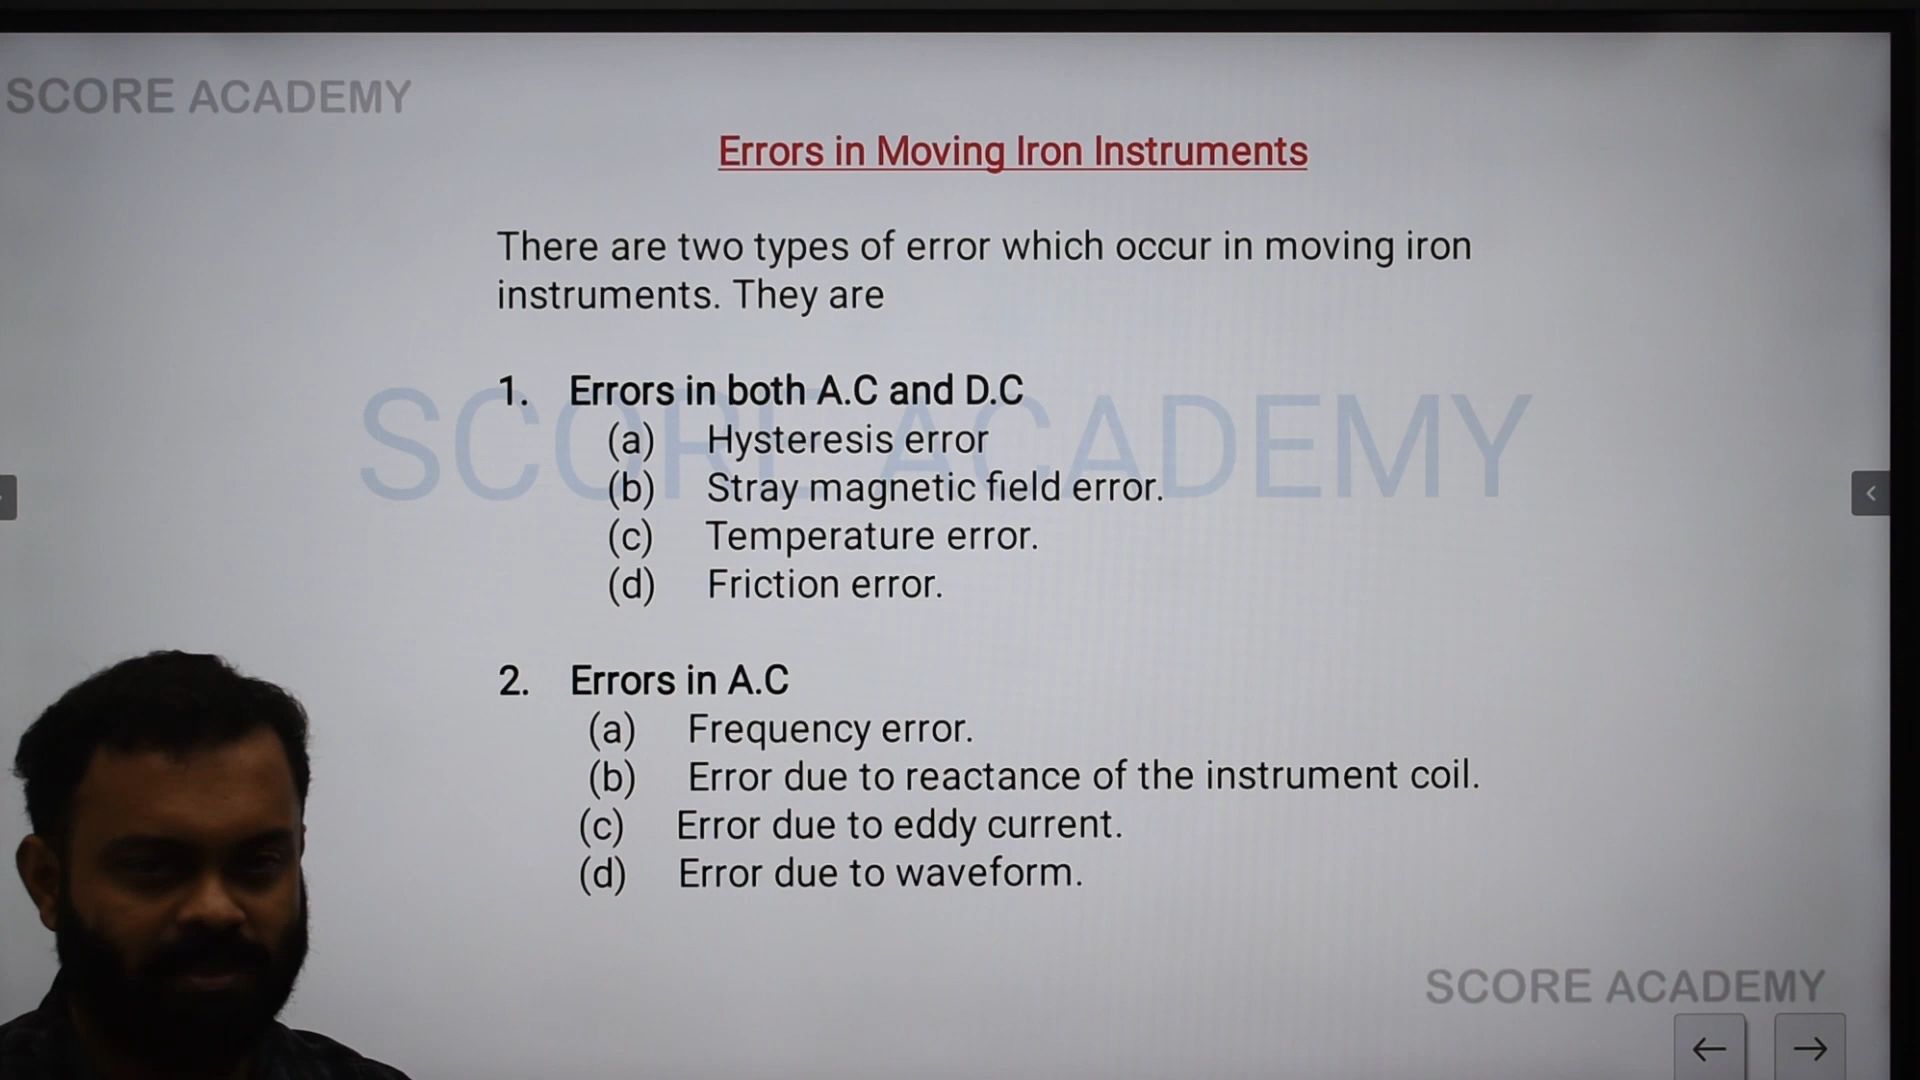 SCORE ACADEMY
Errors in Moving Iron Instruments
There are two types of error which occur in moving iron
instruments. They are
SCORE ACADEMY
1. Errors in both A.C and D.C
(a) Hysteresis error
(b) Stray magnetic field error.
(c) Temperature error.
(d) Friction error.
2. Errors in A.C
(a) Frequency error.
(b) Error due to reactance of the instrument coil.
(c) Error due to eddy current.
(d) Error due to waveform.
SCORE ACADEMY